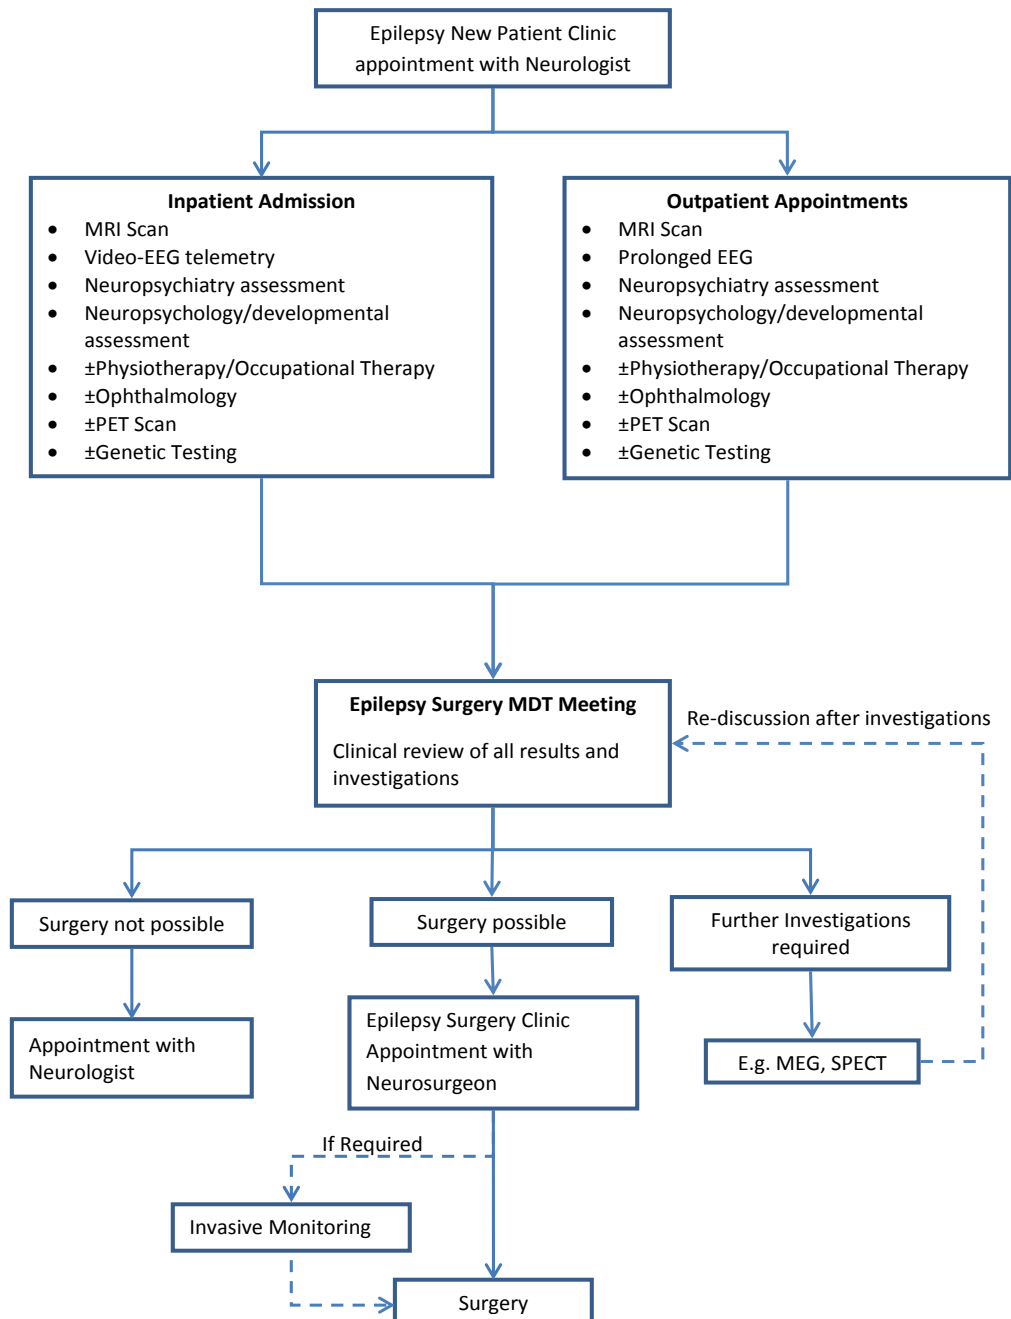 Epilepsy New Patient Clinic
appointment with Neurologist
Inpatient Admission
• MRI Scan
• Video-EEG telemetry
• Neuropsychiatry assessment
• Neuropsychology/developmental
assessment
• ±Physiotherapy/Occupational Therapy
• ±Ophthalmology
• ±PET Scan
• ±Genetic Testing
Outpatient Appointments
• MRI Scan
• Prolonged EEG
• Neuropsychiatry assessment
• Neuropsychology/developmental
assessment
• ±Physiotherapy/Occupational Therapy
• ±Ophthalmology
• ±PET Scan
• ±Genetic Testing
Epilepsy Surgery MDT Meeting
Clinical review of all results and
investigations
Re-discussion after investigations
Surgery not possible
Surgery possible
Further Investigations
required
Appointment with
Neurologist
Epilepsy Surgery Clinic
Appointment with
Neurosurgeon
E.g. MEG, SPECT
If Required
Invasive Monitoring
Surgery